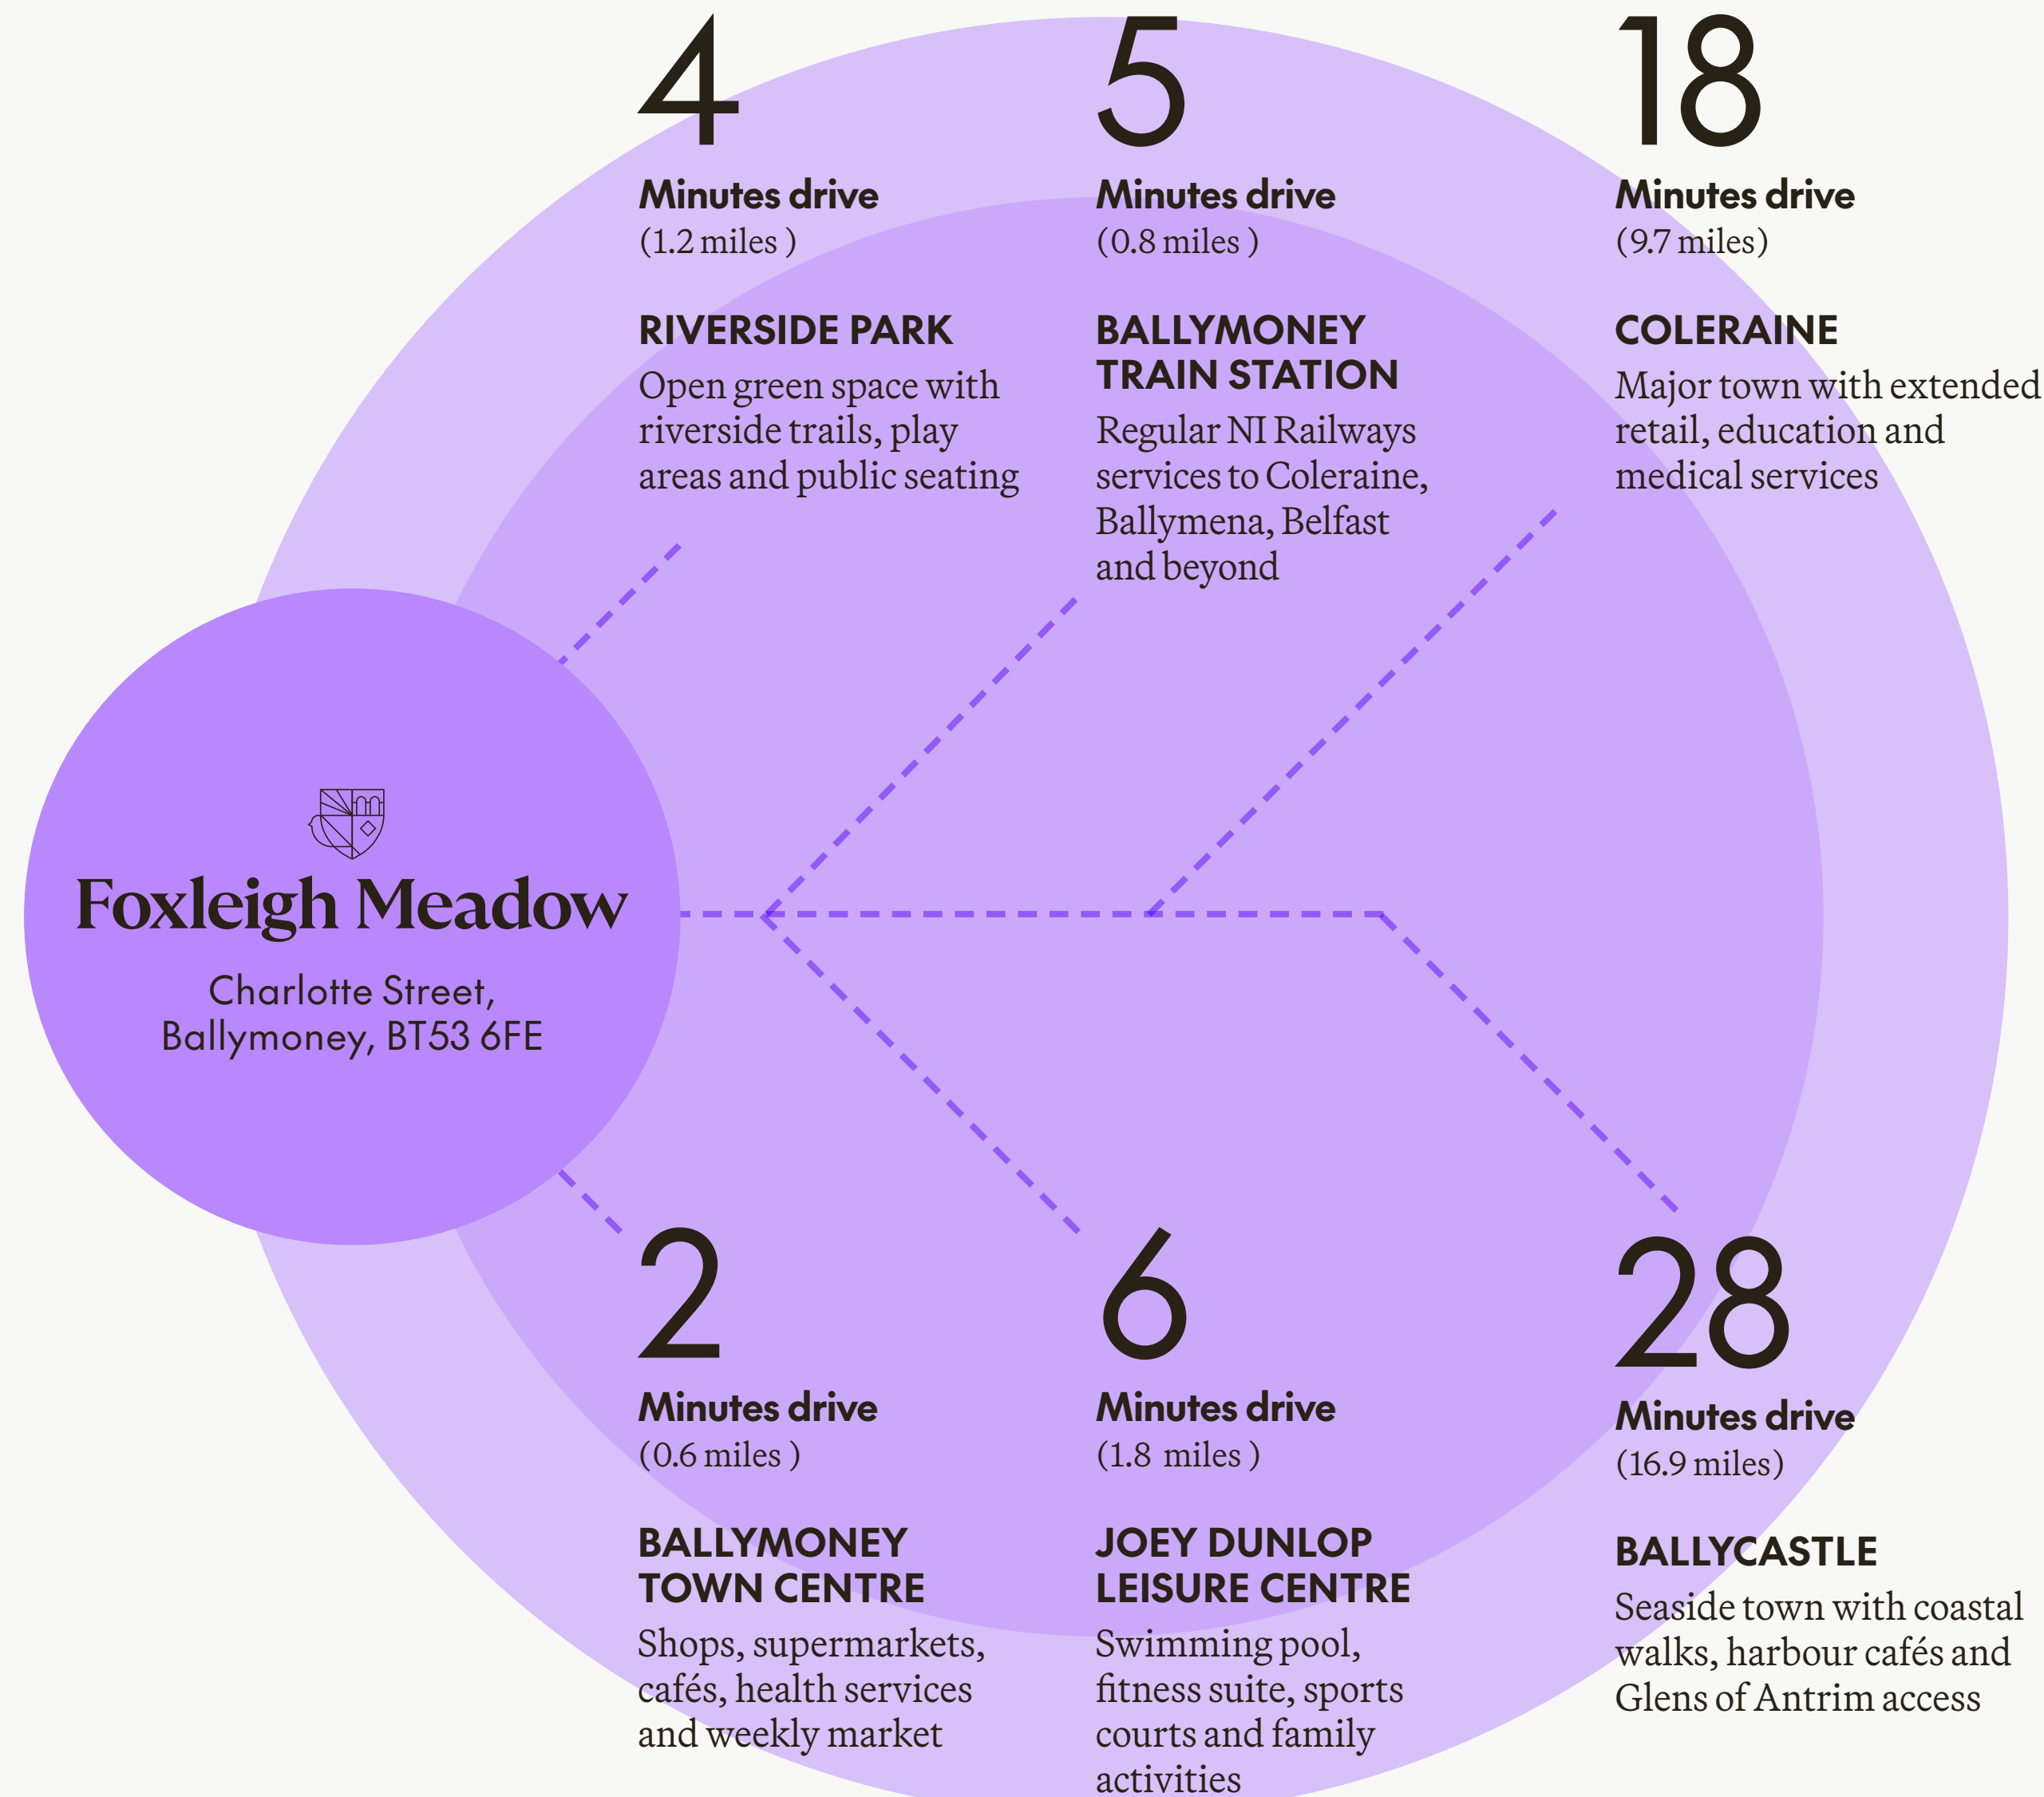 4
Minutes drive
(1.2 miles )
RIVERSIDE PARK
Open green space with
riverside trails, play
areas and public seating
5
Minutes drive
(0.8 miles )
BALLYMONEY
TRAIN STATION
Regular NI Railways
services to Coleraine,
Ballymena, Belfast
and beyond
18
Minutes drive
(9.7 miles)
COLERAINE
Major town with extended
retail, education and
medical services
Foxleigh Meadow
Charlotte Street,
Ballymoney, BT53 6FE
2
Minutes drive
(0.6 miles )
BALLYMONEY
TOWN CENTRE
Shops, supermarkets,
cafés, health services
and weekly market
6
Minutes drive
(1.8 miles )
JOEY DUNLOP
LEISURE CENTRE
Swimming pool,
fitness suite, sports
courts and family
activities
28
Minutes drive
(16.9 miles)
BALLYCASTLE
Seaside town with coastal
walks, harbour cafés and
Glens of Antrim access